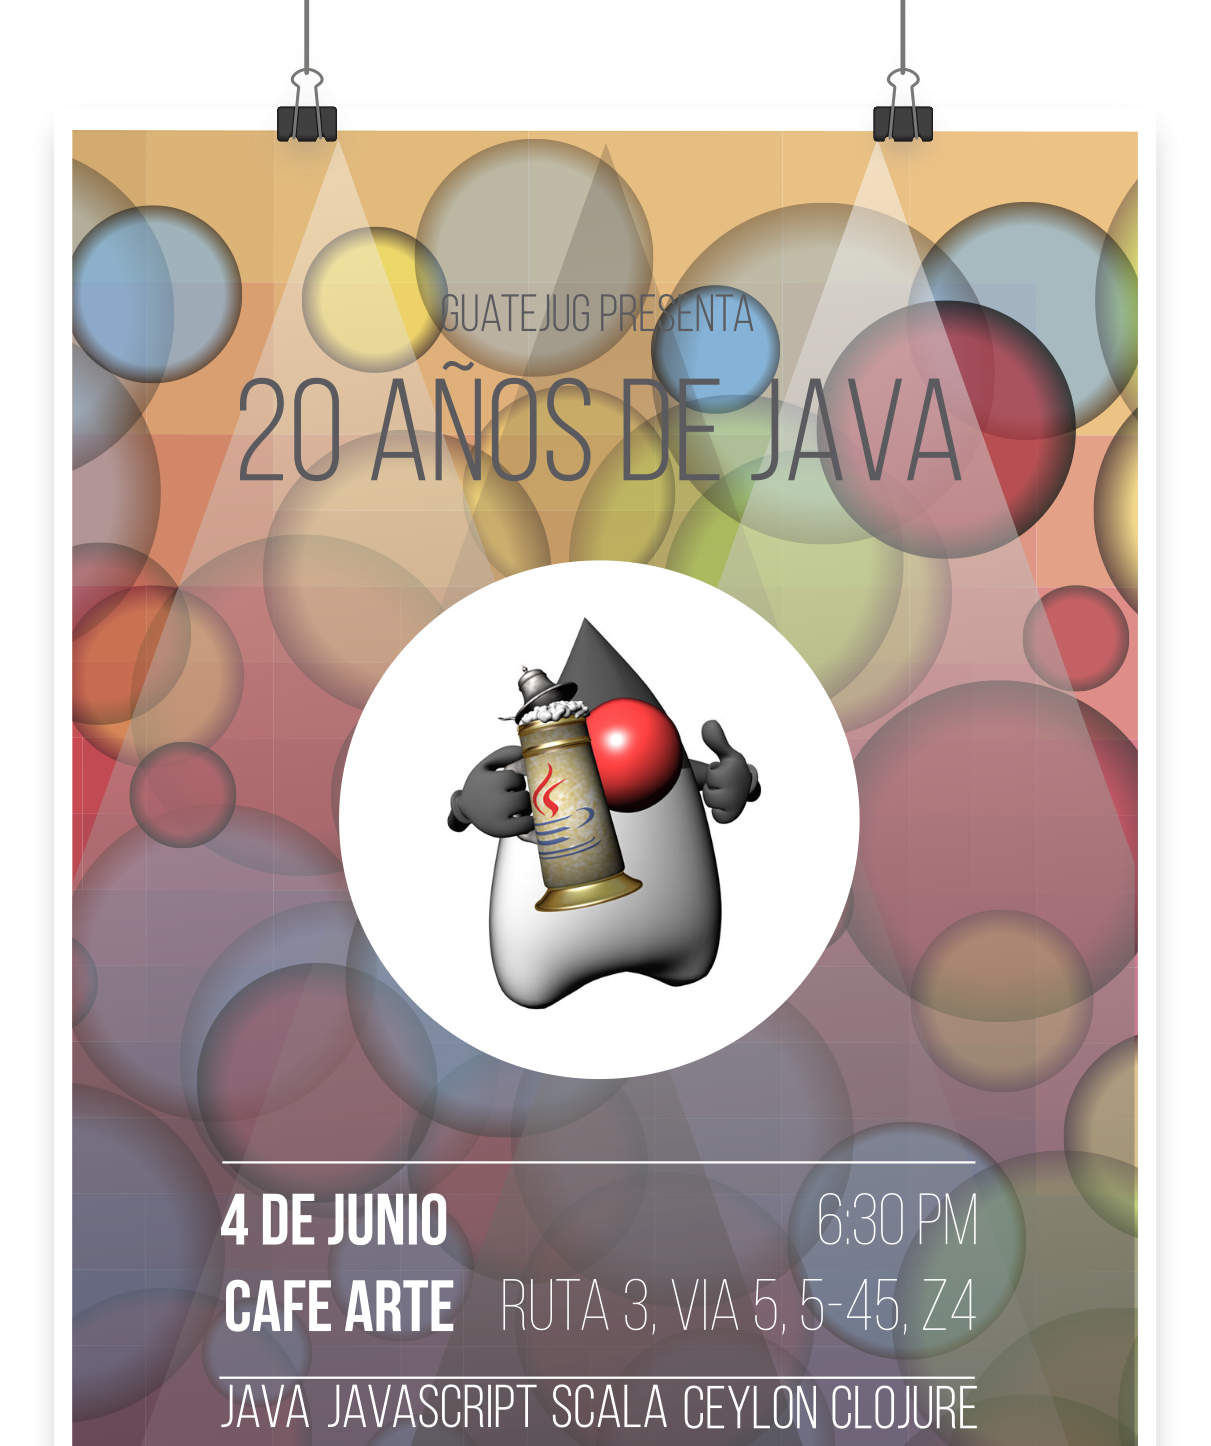 GUATEJUG PRESENTA
20 AÑOS DE JAVA
4 DE JUNIO 6:30 PM
CAFE ARTE RUTA 3, VIA 5, 5-45, Z4
JAVA JAVASCRIPT SCALA CEYLON CLOJURE